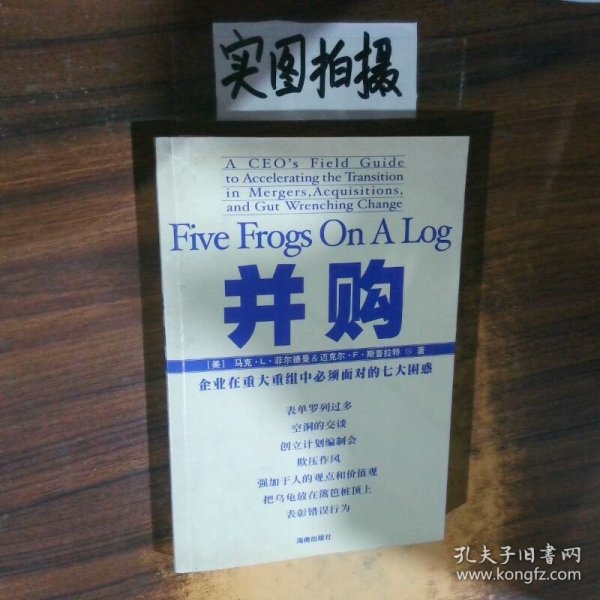 实图拍摄
A CEO's Field Guide
to Accelerating the Transition
in Mergers, Acquisitions,
and Gut Wrenching Change
Five Frogs On A Log
并购
[美] 马克·L·菲尔德曼&迈克尔·F·斯普拉特 ⊙ 著
企业在重大重组中必须面对的七大困惑
表单罗列过多
空洞的交谈
创立计划编制会
欺压作风
强加于人的观点和价值观
把乌龟放在篱笆桩顶上
表彰错误行为
海南出版社
孔夫子旧书网
www.kongfz.com